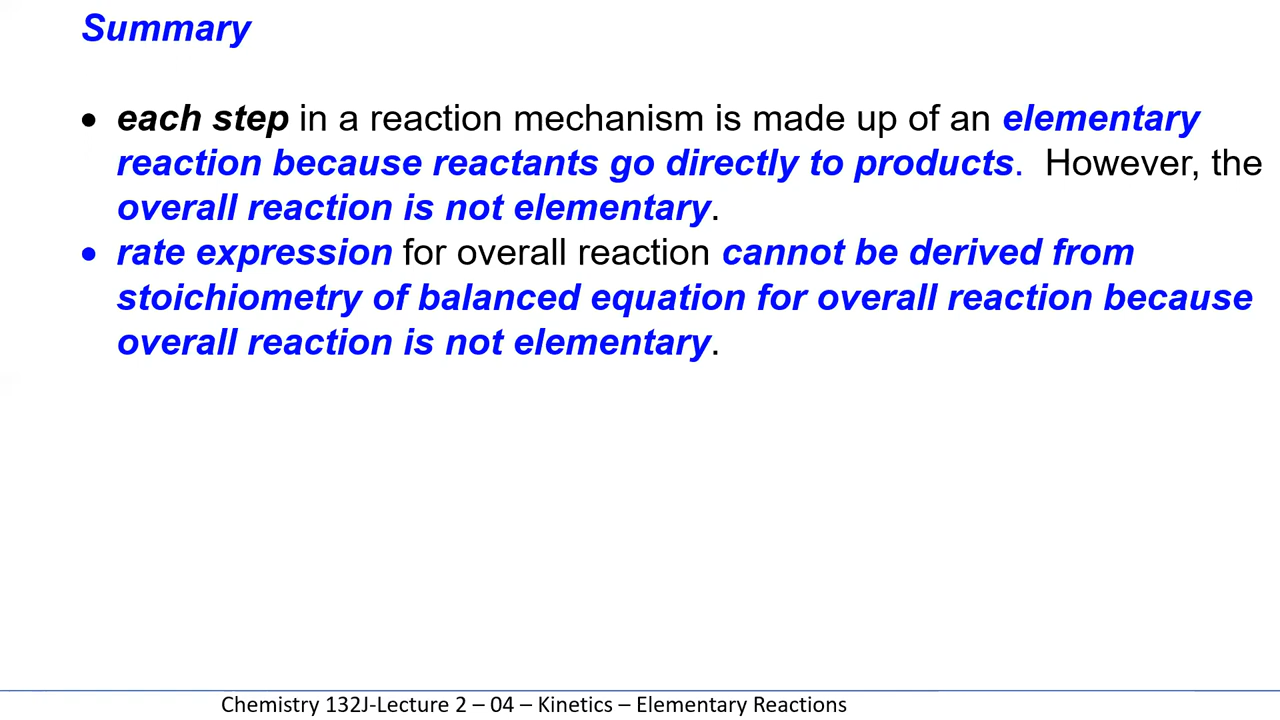 Summary
• each step in a reaction mechanism is made up of an elementary
reaction because reactants go directly to products. However, the
overall reaction is not elementary.
• rate expression for overall reaction cannot be derived from
stoichiometry of balanced equation for overall reaction because
overall reaction is not elementary.
Chemistry 132J-Lecture 2 – 04 – Kinetics – Elementary Reactions